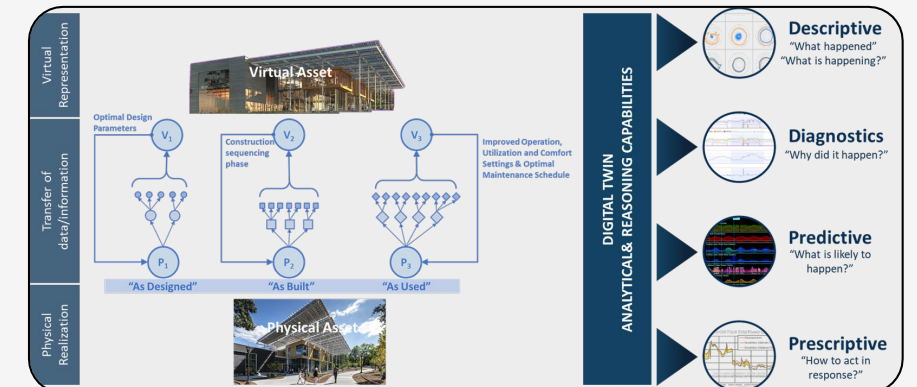 Virtual
Representation
Virtual Asset
Optimal Design
Parameters
V1
Construction
sequencing
phase
V2
V3
Improved Operation,
Utilization and Comfort
Settings & Optimal
Maintenance Schedule
Transfer of
data/information
P1
P2
P3
"As Designed"
"As Built"
"As Used"
Physical
Realization
Physical Asset
DIGITAL TWIN
ANALYTICAL& REASONING CAPABILITIES
Descriptive
"What happened"
"What is happening?"
Diagnostics
"Why did it happen?"
Predictive
"What is likely to
happen?"
Prescriptive
"How to act in
response?"